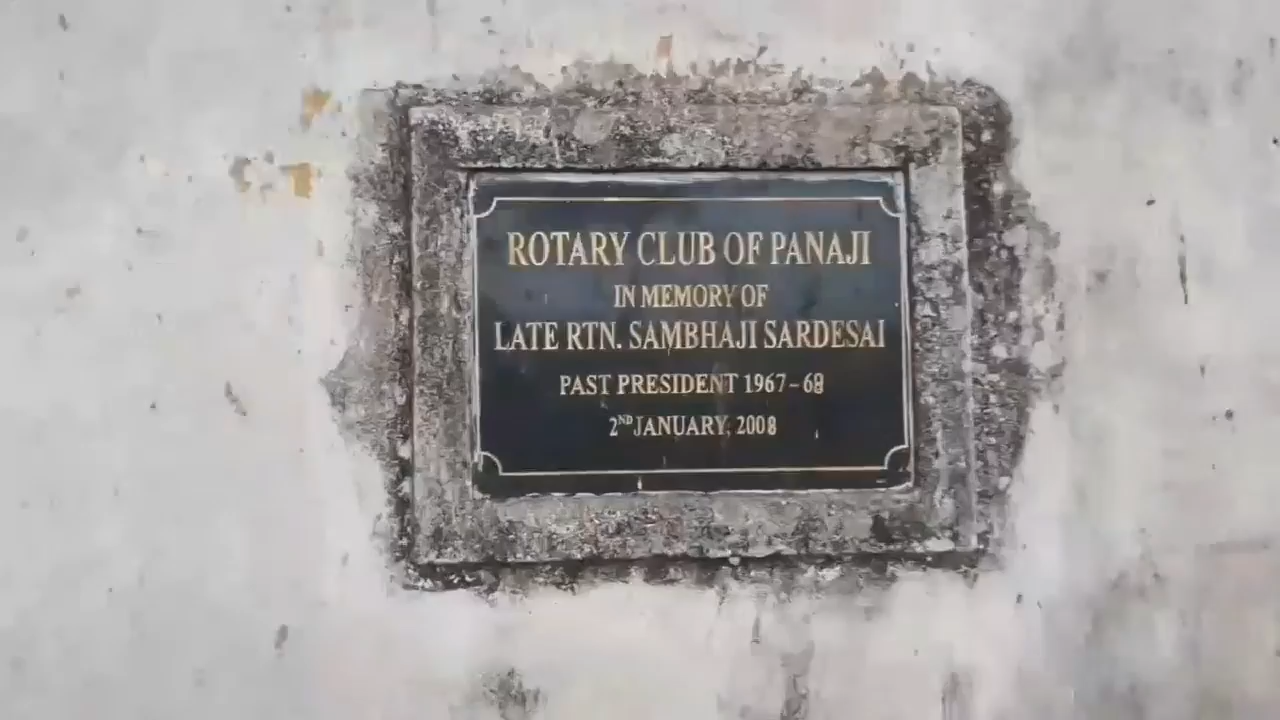 ROTARY CLUB OF PANAJI
IN MEMORY OF
LATE RTN. SAMBHAJI SARDESAI
PAST PRESIDENT 1967-68
2ND JANUARY, 2008